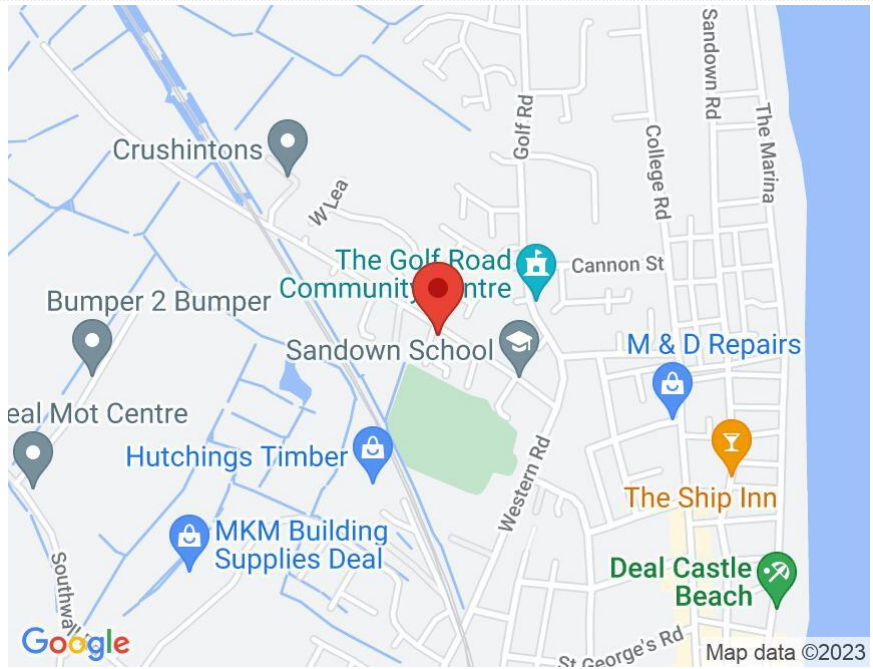 Sandown Rd
The Marina
Golf Rd
College Rd
Crushintons
W Lea
The Golf Road
Community Centre
Cannon St
Bumper 2 Bumper
Sandown School
M & D Repairs
eal Mot Centre
Hutchings Timber
Western Rd
The Ship Inn
MKM Building
Supplies Deal
Southwall
Deal Castle
Beach
St George's Rd
Google
Map data ©2023